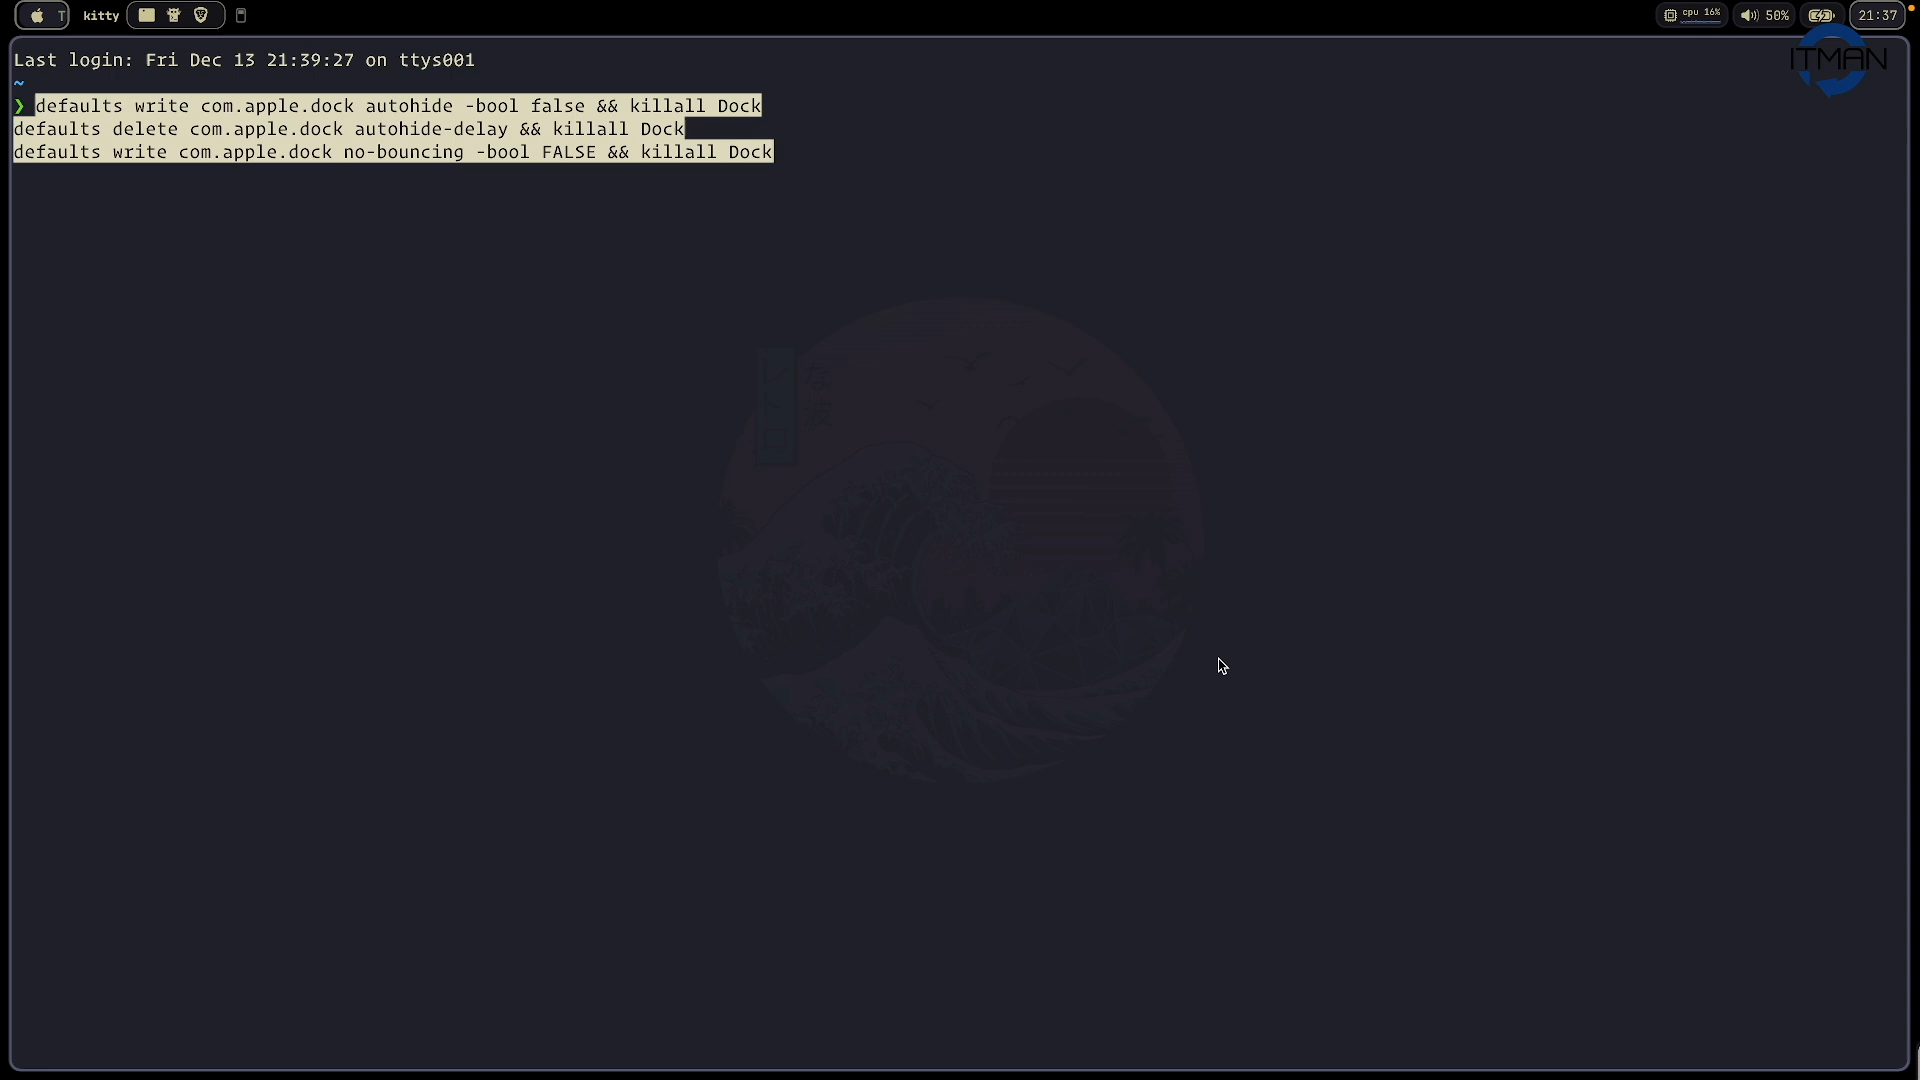 T kitty cpu 16% 50% 21:37
ITMAN
Last login: Fri Dec 13 21:39:27 on ttys001
~
❯ defaults write com.apple.dock autohide -bool false && killall Dock
defaults delete com.apple.dock autohide-delay && killall Dock
defaults write com.apple.dock no-bouncing -bool FALSE && killall Dock